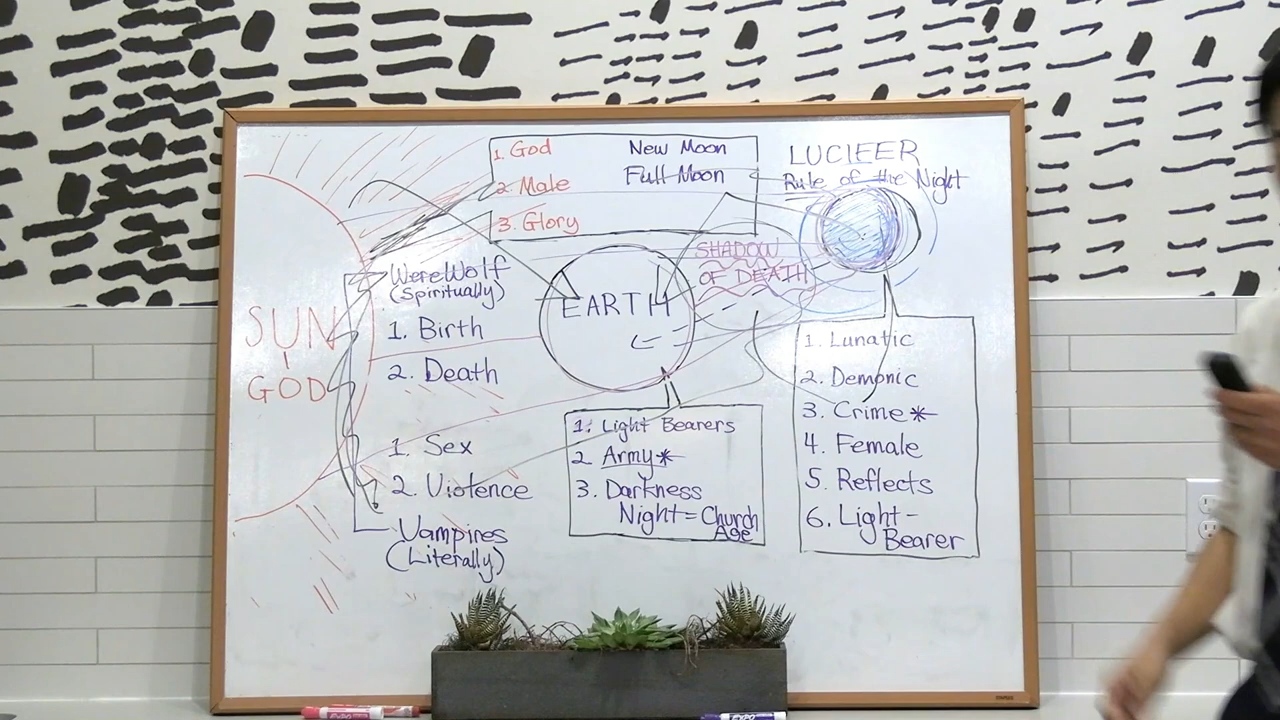 1. God
2. Male
3. Glory
New Moon
Full Moon
LUCIFER
Rule of the Night
SHADOW
OF DEATH
EARTH
SUN
GOD
WereWolf
(Spiritually)
1. Birth
2. Death
1. Sex
2. Violence
Vampires
(Literally)
1. Light Bearers
2 Army*
3. Darkness
Night = Church
Age
1. Lunatic
2. Demonic
3. Crime*
4. Female
5. Reflects
6. Light-
Bearer
EXPO
EXPO